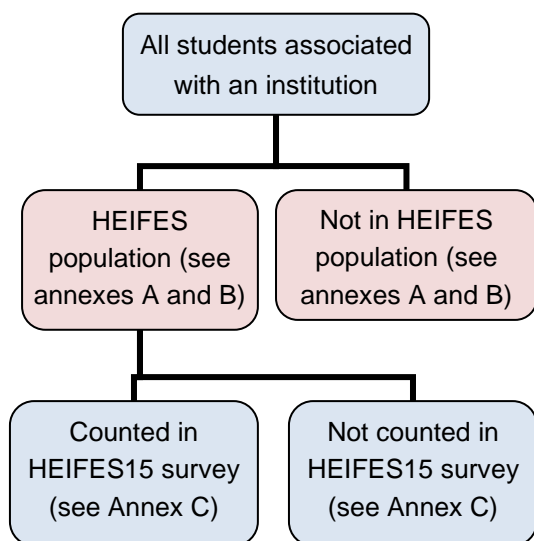 All students associated
with an institution
HEIFES
population (see
annexes A and B)
Not in HEIFES
population (see
annexes A and B)
Counted in
HEIFES15 survey
(see Annex C)
Not counted in
HEIFES15 survey
(see Annex C)